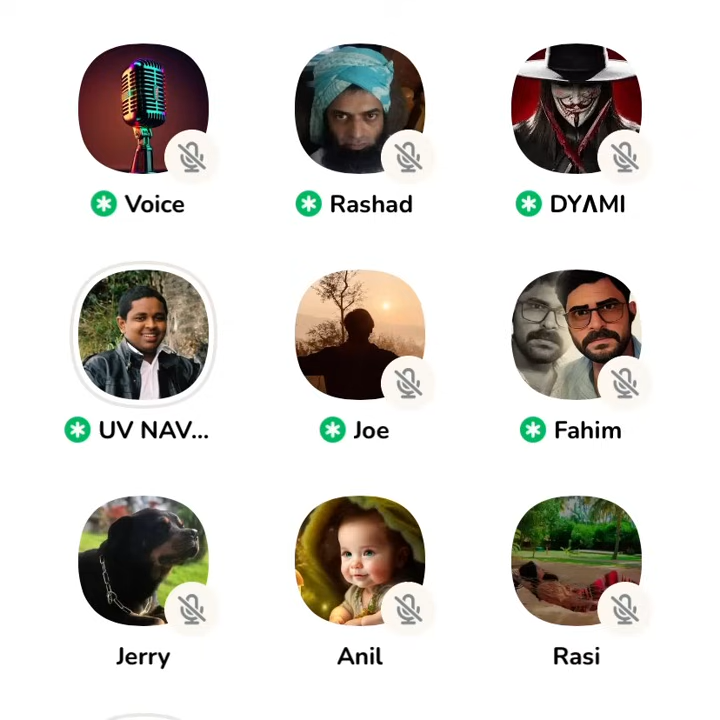 Voice
Rashad
DYΛMI
UV NAV...
Joe
Fahim
Jerry
Anil
Rasi